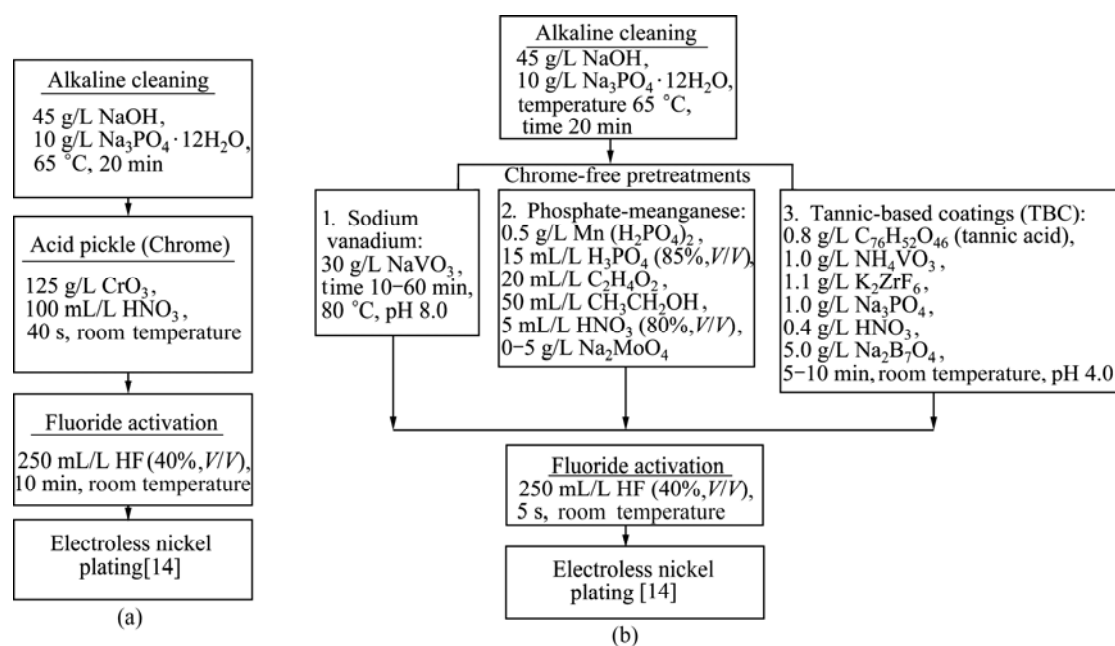 Alkaline cleaning
45 g/L NaOH,
10 g/L Na₃PO₄·12H₂O,
65 °C, 20 min
Acid pickle (Chrome)
125 g/L CrO₃,
100 mL/L HNO₃,
40 s, room temperature
Fluoride activation
250 mL/L HF (40%,V/V),
10 min, room temperature
Electroless nickel
plating[14]
(a)
Alkaline cleaning
45 g/L NaOH,
10 g/L Na₃PO₄·12H₂O,
temperature 65 °C,
time 20 min
Chrome-free pretreatments
1. Sodium
vanadium:
30 g/L NaVO₃,
time 10−60 min,
80 °C, pH 8.0
2. Phosphate-meanganese:
0.5 g/L Mn (H₂PO₄)₂,
15 mL/L H₃PO₄ (85%,V/V),
20 mL/L C₂H₄O₂,
50 mL/L CH₃CH₂OH,
5 mL/L HNO₃ (80%,V/V),
0−5 g/L Na₂MoO₄
3. Tannic-based coatings (TBC):
0.8 g/L C₇₆H₅₂O₄₆ (tannic acid),
1.0 g/L NH₄VO₃,
1.1 g/L K₂ZrF₆,
1.0 g/L Na₃PO₄,
0.4 g/L HNO₃,
5.0 g/L Na₂B₇O₄,
5−10 min, room temperature, pH 4.0
Fluoride activation
250 mL/L HF (40%,V/V),
5 s, room temperature
Electroless nickel
plating [14]
(b)